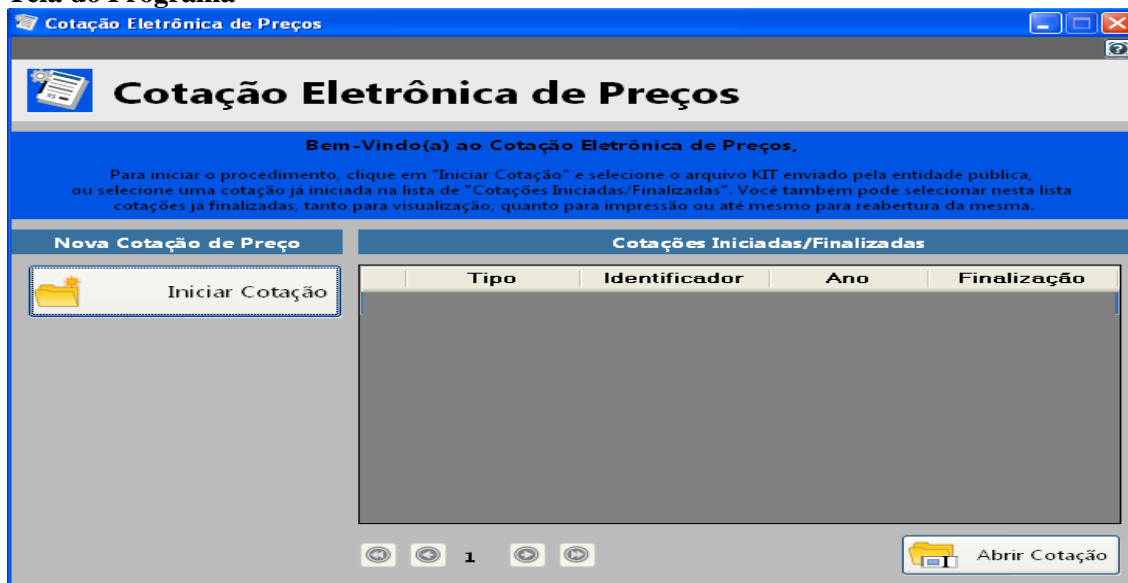 Tela do Programa
Cotação Eletrônica de Preços
Cotação Eletrônica de Preços
Bem-Vindo(a) ao Cotação Eletrônica de Preços,
Para iniciar o procedimento, clique em "Iniciar Cotação" e selecione o arquivo KIT enviado pela entidade publica,
ou selecione uma cotação já iniciada na lista de "Cotações Iniciadas/Finalizadas". Você também pode selecionar nesta lista
cotações já finalizadas, tanto para visualização, quanto para impressão ou até mesmo para reabertura da mesma.
Nova Cotação de Preço
Cotações Iniciadas/Finalizadas
Iniciar Cotação
Tipo Identificador Ano Finalização
1
Abrir Cotação